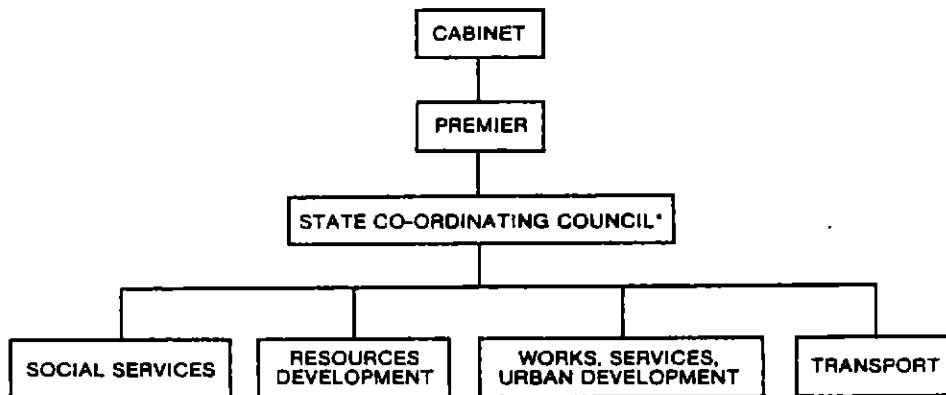 CABINET
PREMIER
STATE CO-ORDINATING COUNCIL*
SOCIAL SERVICES
RESOURCES
DEVELOPMENT
WORKS, SERVICES,
URBAN DEVELOPMENT
TRANSPORT